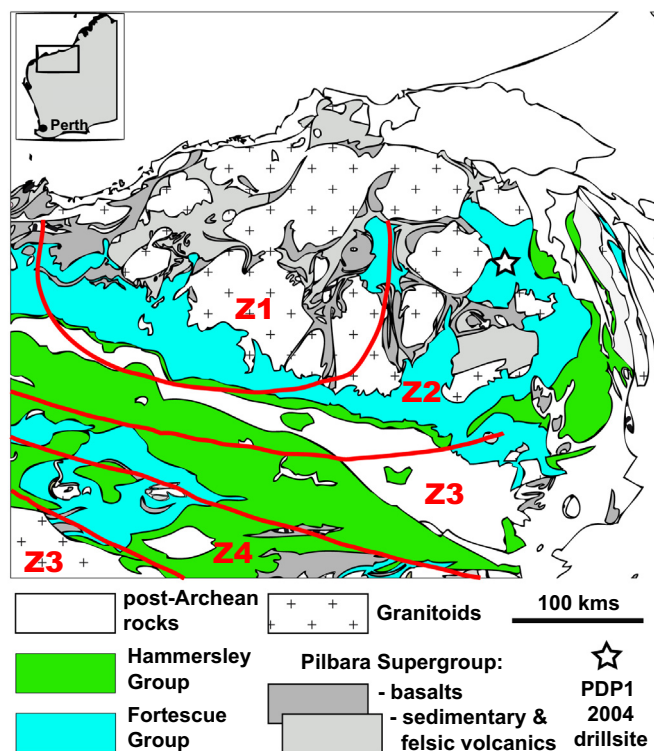 Perth
Z1
Z2
Z3
Z4
Z3
post-Archean
rocks
Granitoids
100 kms
Hammersley
Group
Pilbara Supergroup:
- basalts
- sedimentary &
felsic volcanics
PDP1
2004
drillsite
Fortescue
Group